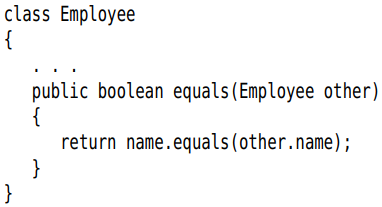 class Employee
{
   . . .
   public boolean equals(Employee other)
   {
      return name.equals(other.name);
   }
}